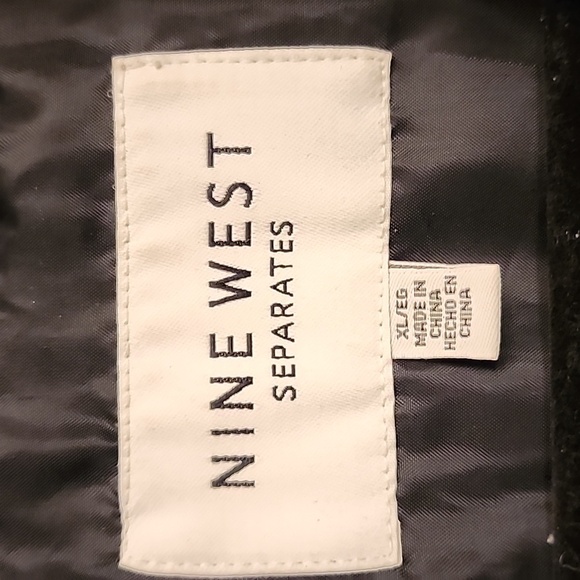 NINE WEST
SEPARATES
XL/EG
MADE IN
CHINA
HECHO EN
CHINA